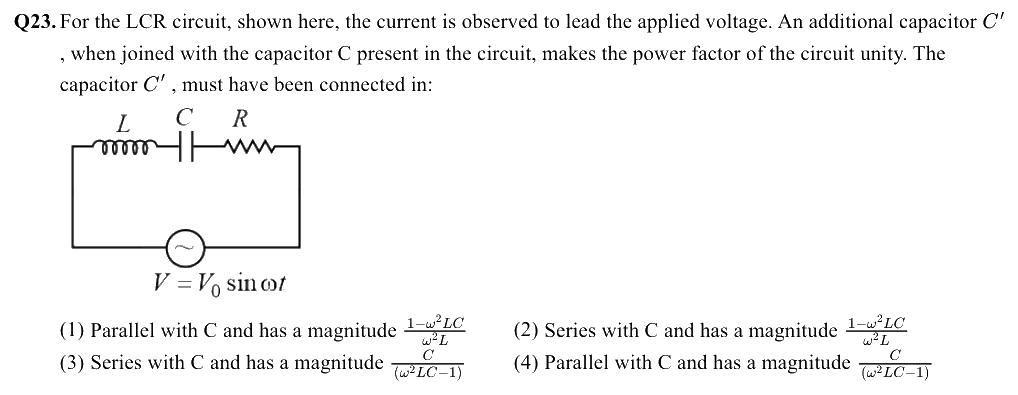 Q23. For the LCR circuit, shown here, the current is observed to lead the applied voltage. An additional capacitor C′
, when joined with the capacitor C present in the circuit, makes the power factor of the circuit unity. The
capacitor C′ , must have been connected in:
L C R
~
V = V₀ sin ωt
(1) Parallel with C and has a magnitude (1−ω²LC)/(ω²L) (2) Series with C and has a magnitude (1−ω²LC)/(ω²L)
(3) Series with C and has a magnitude C/(ω²LC−1) (4) Parallel with C and has a magnitude C/(ω²LC−1)